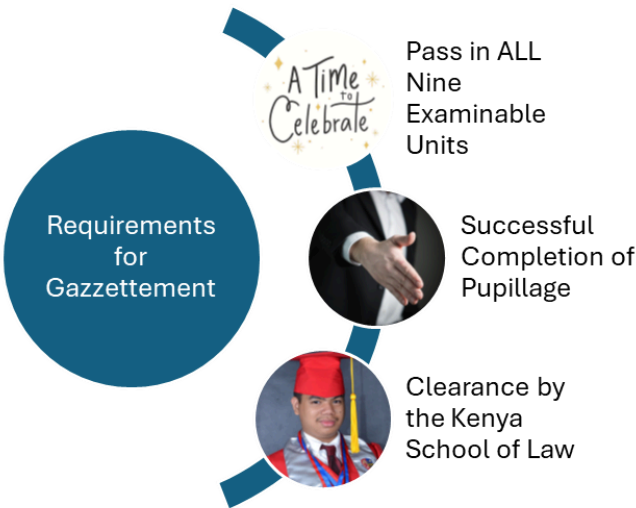 Requirements
for
Gazzettement
A Time
to
Celebrate
Pass in ALL
Nine
Examinable
Units
Successful
Completion of
Pupillage
Clearance by
the Kenya
School of Law